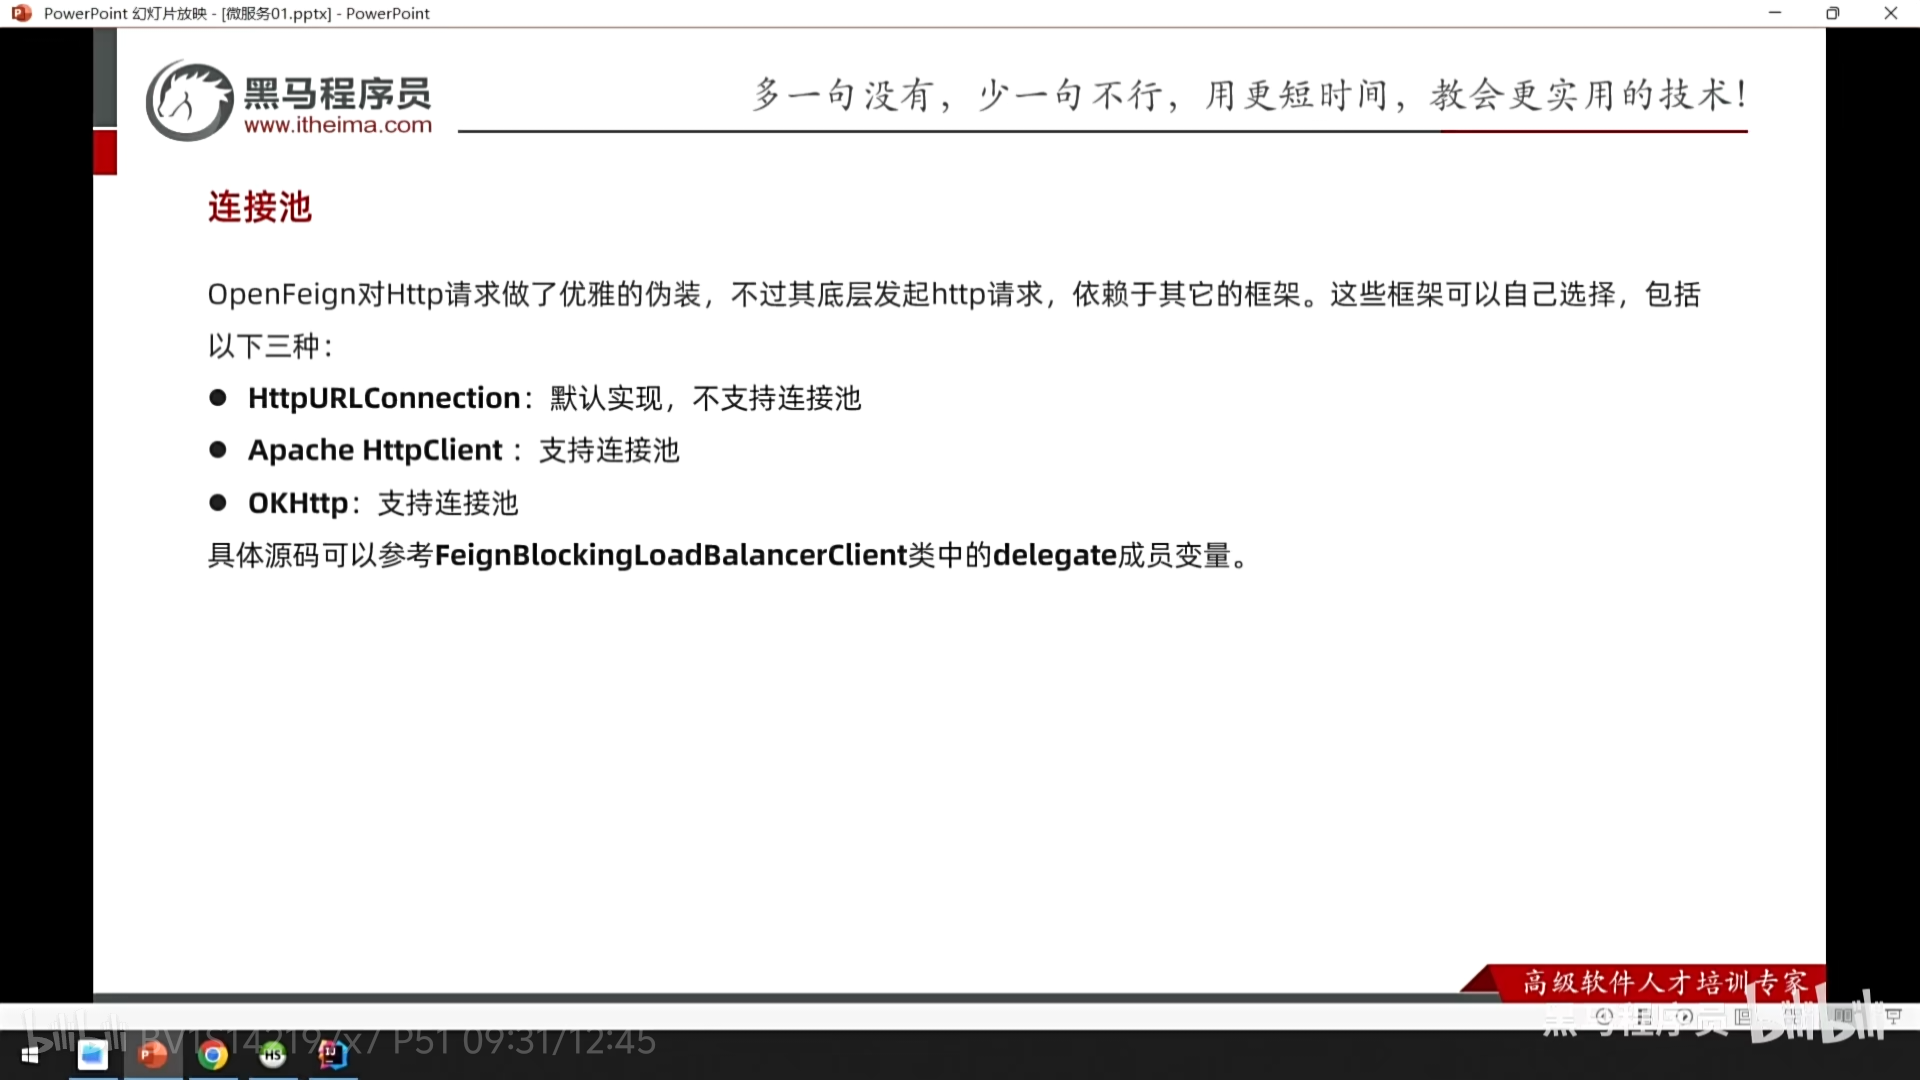 PowerPoint 幻灯片放映 - [微服务01.pptx] - PowerPoint
黑马程序员
www.itheima.com
多一句没有，少一句不行，用更短时间，教会更实用的技术！
连接池
OpenFeign对Http请求做了优雅的伪装，不过其底层发起http请求，依赖于其它的框架。这些框架可以自己选择，包括
以下三种：
● HttpURLConnection：默认实现，不支持连接池
● Apache HttpClient ：支持连接池
● OKHttp：支持连接池
具体源码可以参考FeignBlockingLoadBalancerClient类中的delegate成员变量。
高级软件人才培训专家
黑马程序员 bilibili
bilibili
P51 09:31/12:45
HS